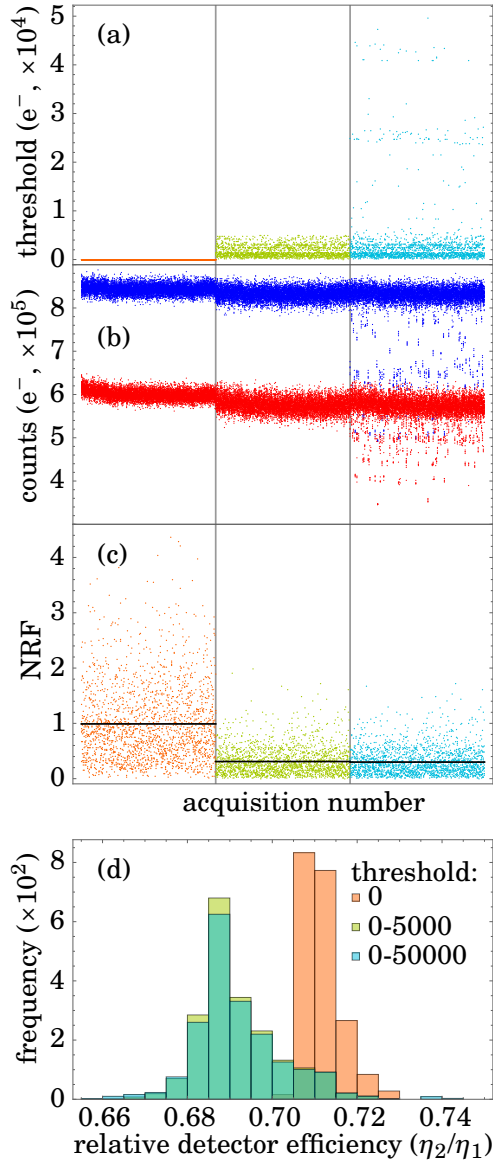 (a)
threshold (e⁻, ×10⁴)
5
4
3
2
1
0
(b)
counts (e⁻, ×10⁵)
8
7
6
5
4
(c)
NRF
4
3
2
1
0
acquisition number
(d)
frequency (×10²)
8
6
4
2
0
threshold:
0
0-5000
0-50000
0.66 0.68 0.70 0.72 0.74
relative detector efficiency (η₂/η₁)